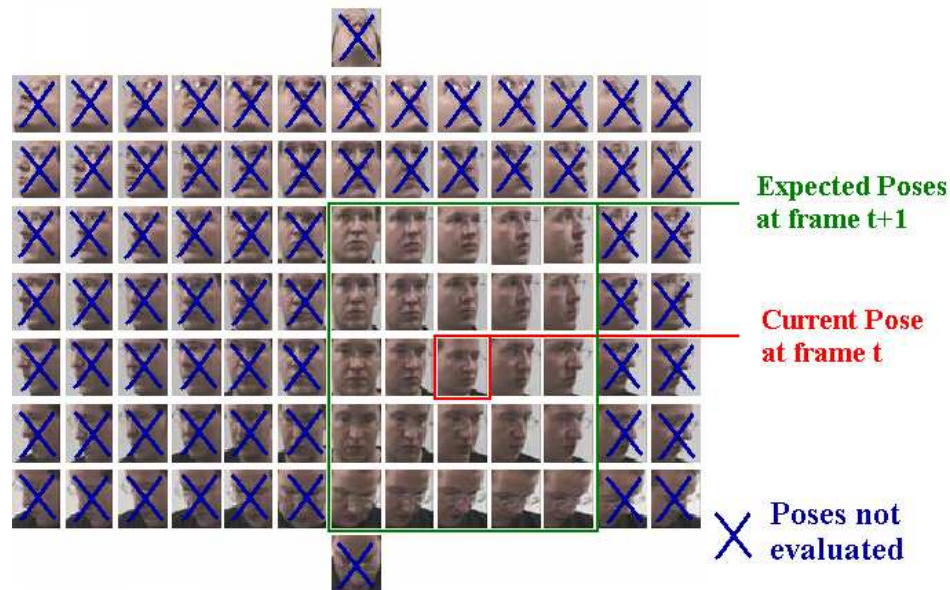 Expected Poses
at frame t+1
Current Pose
at frame t
Poses not
evaluated